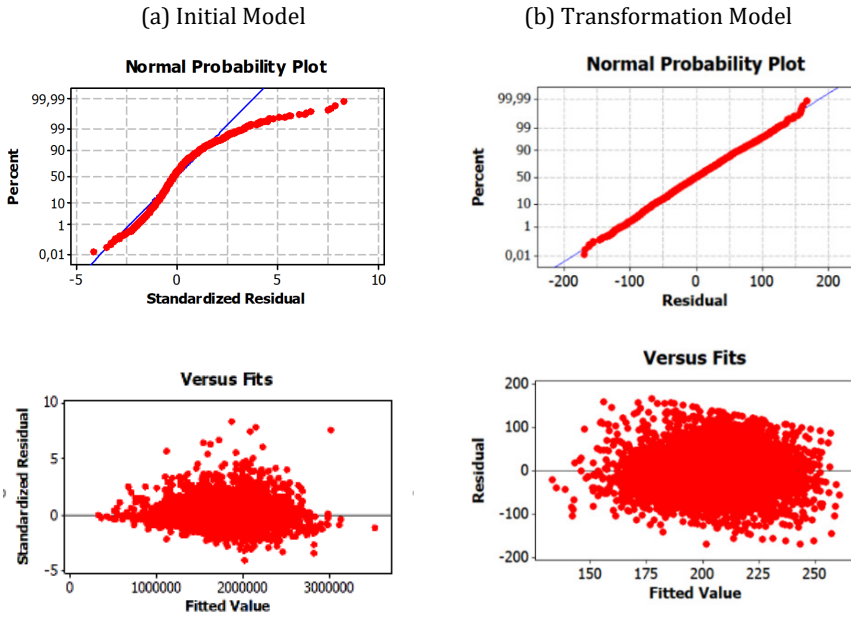 (a) Initial Model
(b) Transformation Model
Normal Probability Plot
99,99
99
90
50
10
1
0,01
Percent
-5 0 5 10
Standardized Residual
Normal Probability Plot
99,99
99
90
50
10
1
0,01
Percent
-200 -100 0 100 200
Residual
Versus Fits
10
5
0
-5
Standardized Residual
0 1000000 2000000 3000000
Fitted Value
Versus Fits
200
100
0
-100
-200
Residual
150 175 200 225 250
Fitted Value